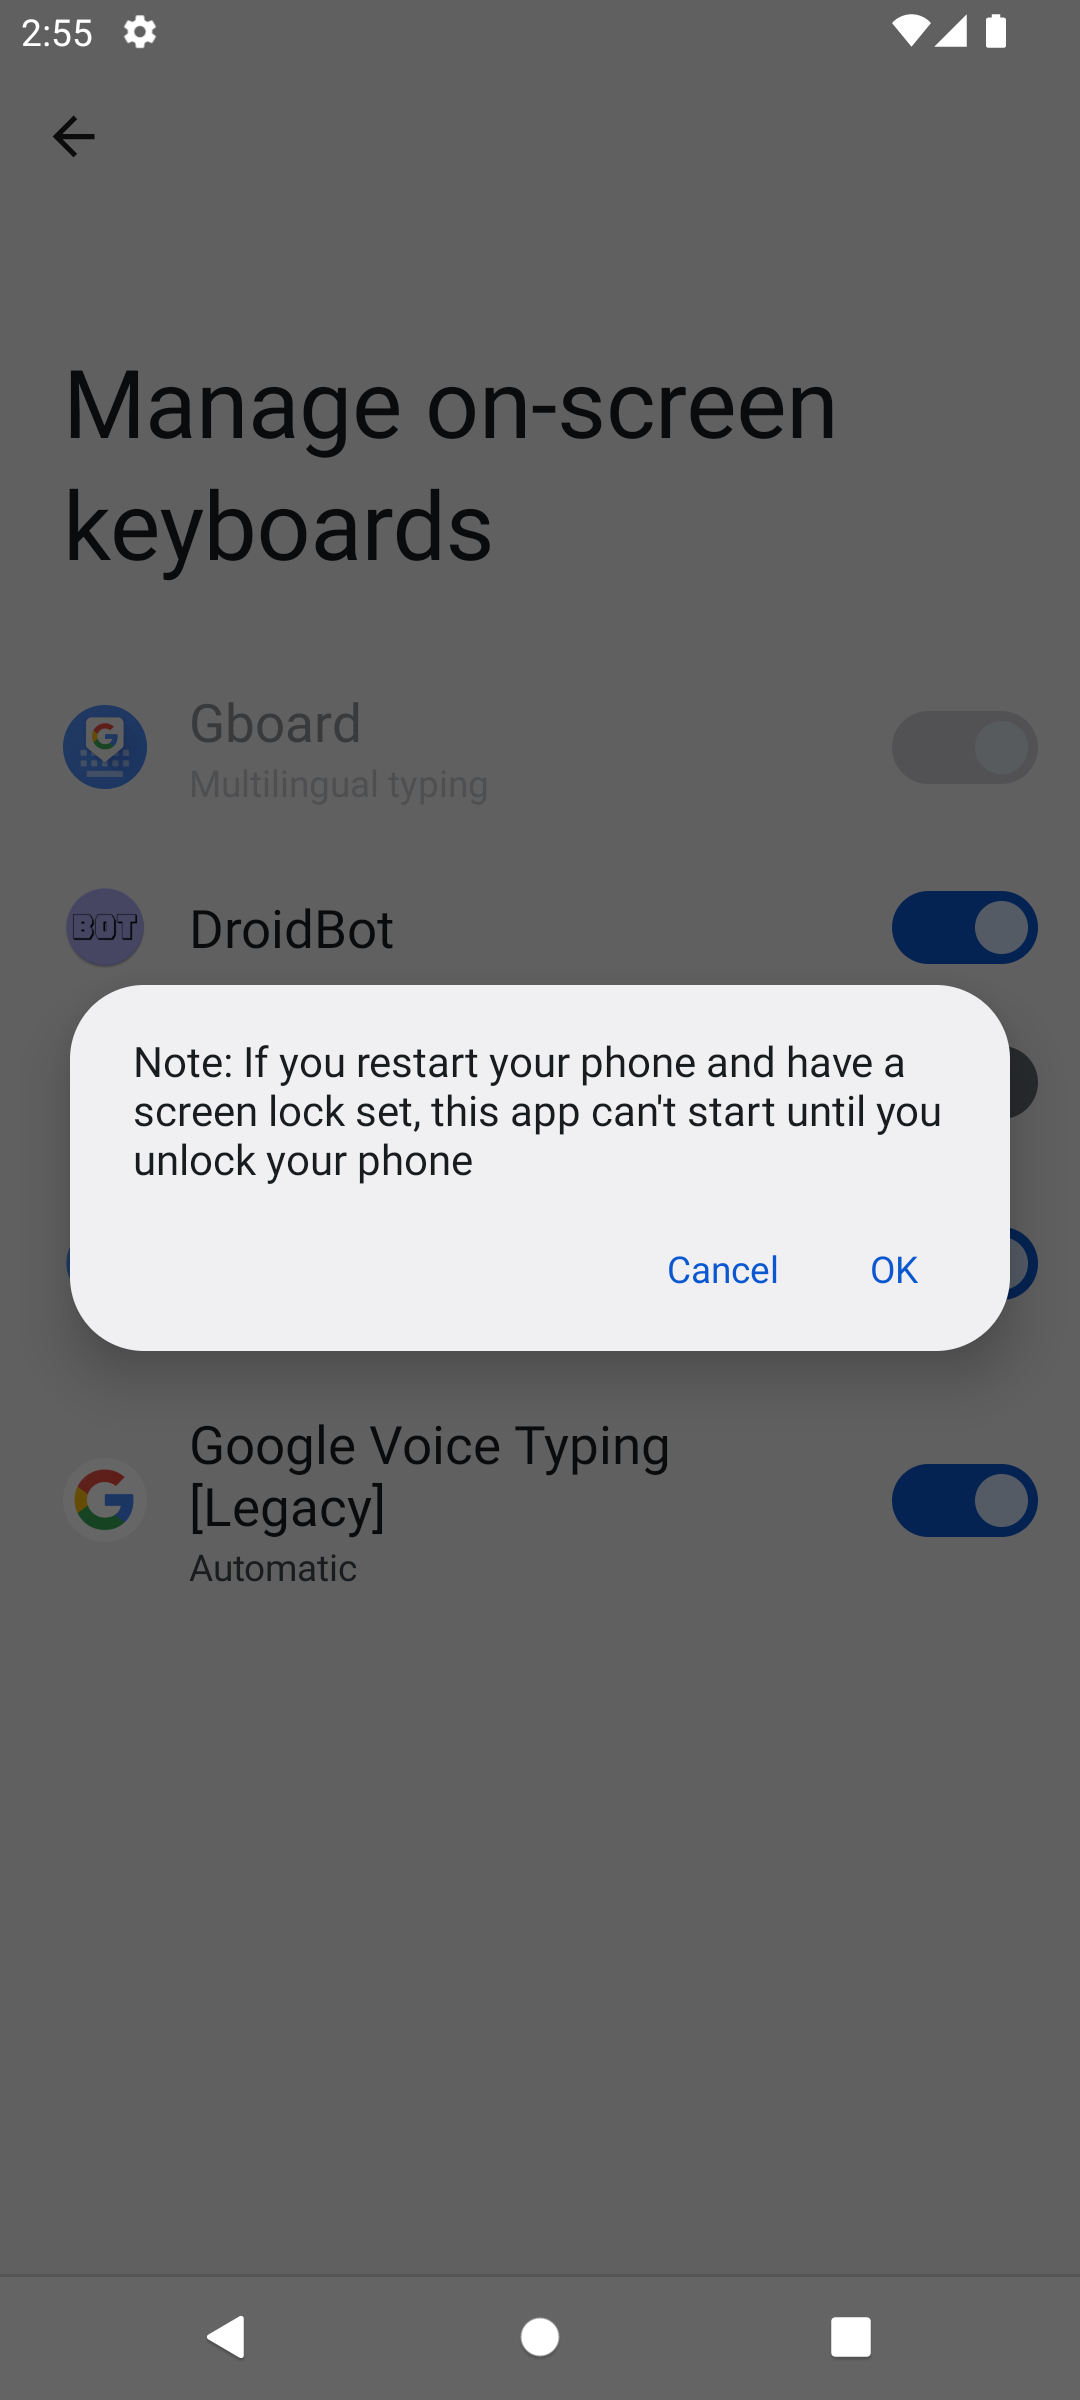 2:55
Manage on-screen
keyboards
Gboard
Multilingual typing
BOT
DroidBot
Note: If you restart your phone and have a
screen lock set, this app can't start until you
unlock your phone
Cancel
OK
Google Voice Typing
[Legacy]
Automatic